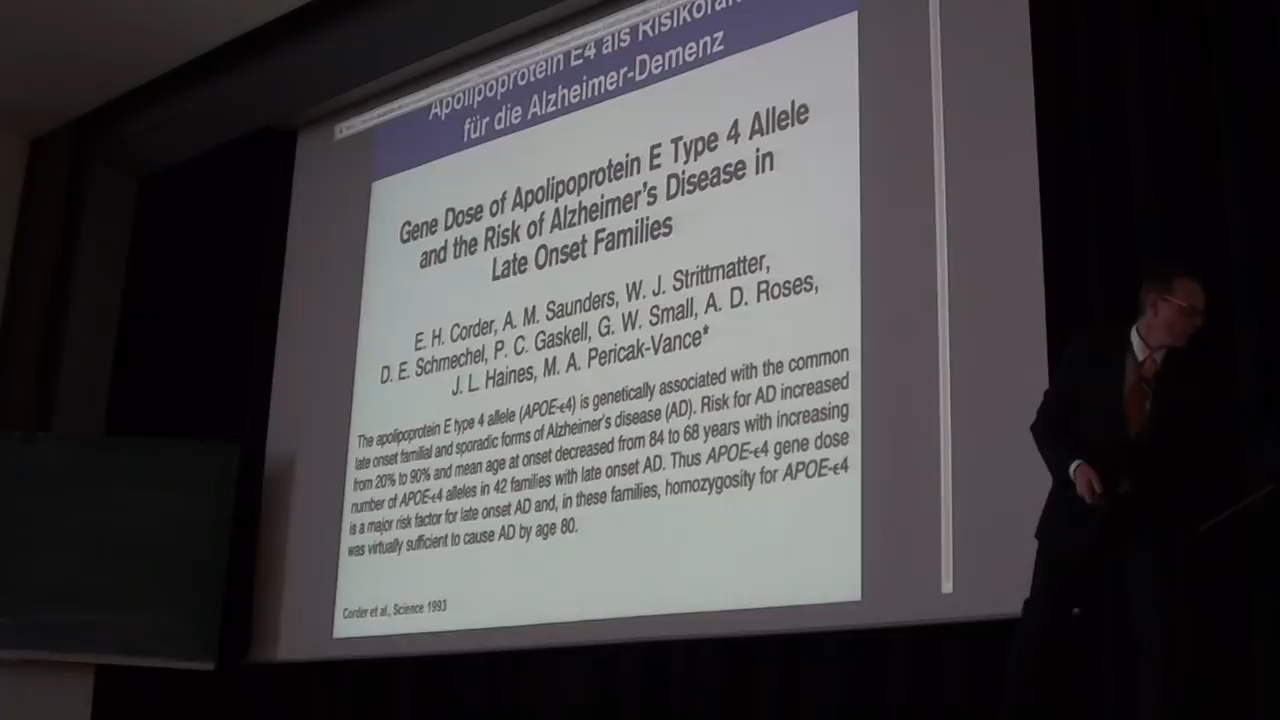 Apolipoprotein E4 als
für die Alzheimer-Demenz
Gene Dose of Apolipoprotein E Type 4 Allele
and the Risk of Alzheimer's Disease in
Late Onset Families
E. H. Corder, A. M. Saunders, W. J. Strittmatter,
D. E. Schmechel, P. C. Gaskell, G. W. Small, A. D. Roses,
J. L. Haines, M. A. Pericak-Vance*
The apolipoprotein E type 4 allele (APOE-ϵ4) is genetically associated with the common
late onset familial and sporadic forms of Alzheimer's disease (AD). Risk for AD increased
from 20% to 90% and mean age at onset decreased from 84 to 68 years with increasing
number of APOE-ϵ4 alleles in 42 families with late onset AD. Thus APOE-ϵ4 gene dose
is a major risk factor for late onset AD and, in these families, homozygosity for APOE-ϵ4
was virtually sufficient to cause AD by age 80.
Corder et al., Science 1993